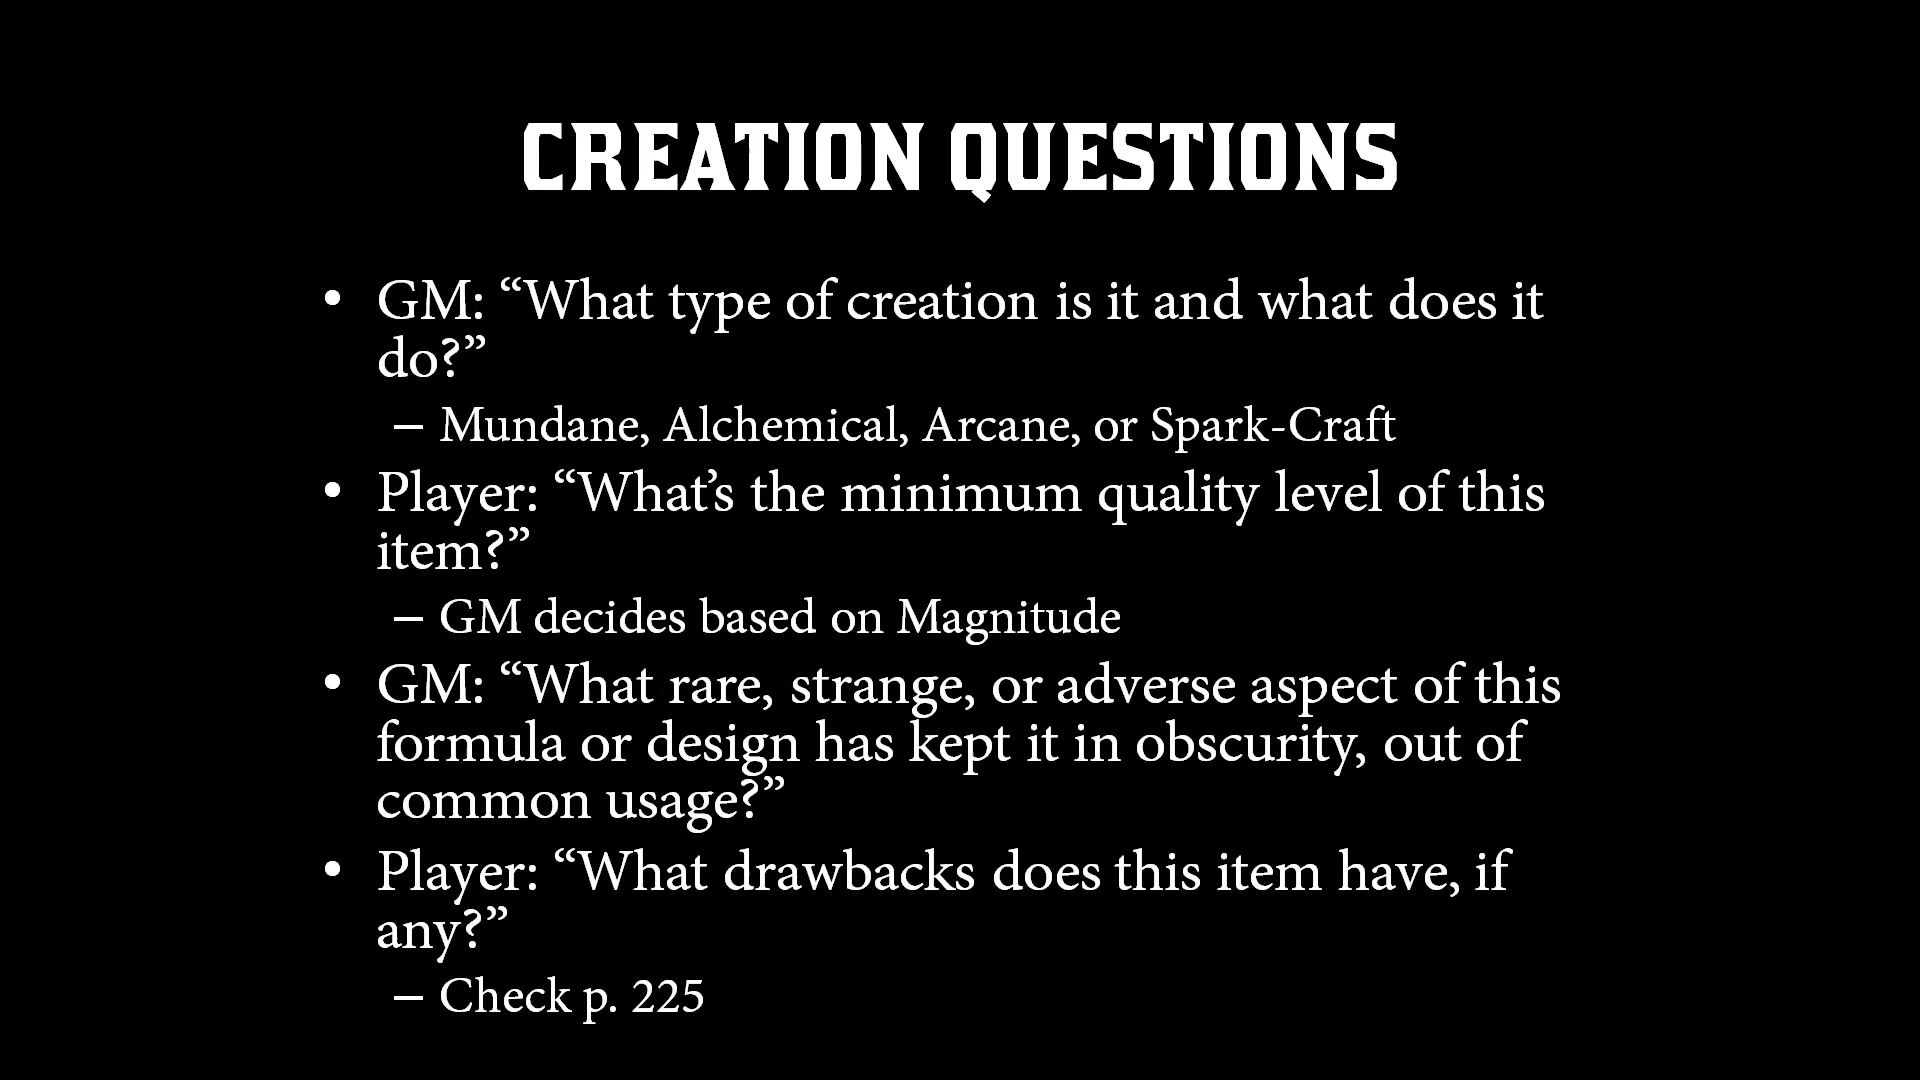 CREATION QUESTIONS
• GM: “What type of creation is it and what does it
do?”
– Mundane, Alchemical, Arcane, or Spark-Craft
• Player: “What’s the minimum quality level of this
item?”
– GM decides based on Magnitude
• GM: “What rare, strange, or adverse aspect of this
formula or design has kept it in obscurity, out of
common usage?”
• Player: “What drawbacks does this item have, if
any?”
– Check p. 225